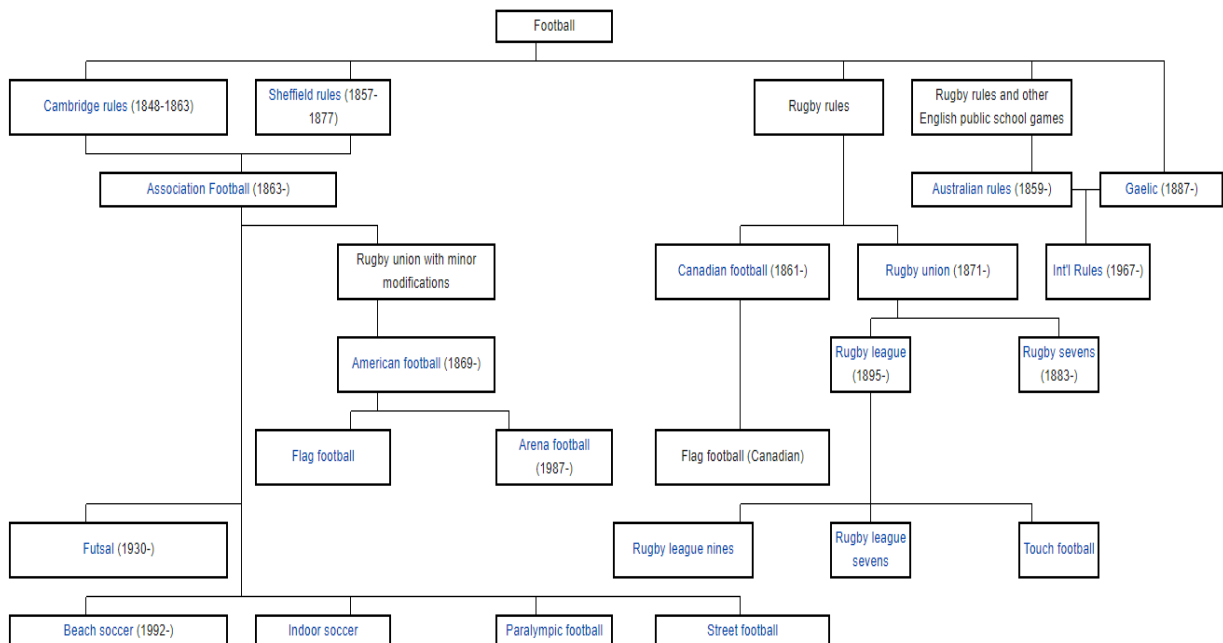 Football
Cambridge rules (1848-1863)
Sheffield rules (1857-
1877)
Rugby rules
Rugby rules and other
English public school games
Association Football (1863-)
Australian rules (1859-)
Gaelic (1887-)
Rugby union with minor
modifications
Canadian football (1861-)
Rugby union (1871-)
Int'l Rules (1967-)
American football (1869-)
Rugby league
(1895-)
Rugby sevens
(1883-)
Flag football
Arena football
(1987-)
Flag football (Canadian)
Futsal (1930-)
Rugby league nines
Rugby league
sevens
Touch football
Beach soccer (1992-)
Indoor soccer
Paralympic football
Street football